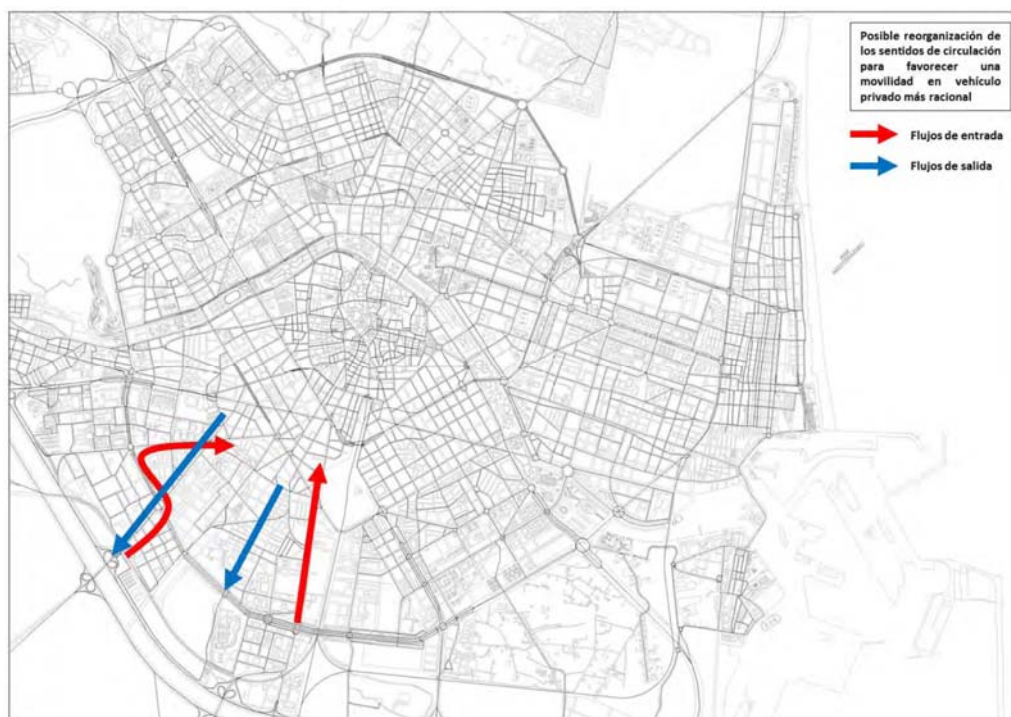 Posible reorganización de
los sentidos de circulación
para favorecer una
movilidad en vehículo
privado más racional
Flujos de entrada
Flujos de salida